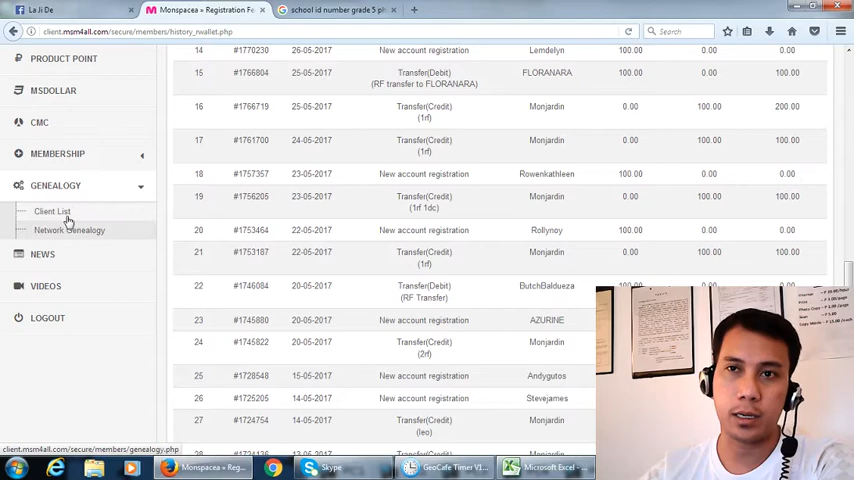 La Ji De
Monspacea » Registration Fe
school id number grade 5 ph
client.msm4all.com/secure/members/history_rwallet.php
Search
PRODUCT POINT
MSDOLLAR
CMC
MEMBERSHIP
GENEALOGY
Client List
Network Genealogy
NEWS
VIDEOS
LOGOUT
14 #1770230 26-05-2017 New account registration Lemdelyn 100.00 0.00 0.00
15 #1766804 25-05-2017 Transfer(Debit) FLORANARA 100.00 0.00 100.00
(RF transfer to FLORANARA)
16 #1766719 25-05-2017 Transfer(Credit) Monjardin 0.00 100.00 200.00
(1rf)
17 #1761700 24-05-2017 Transfer(Credit) Monjardin 0.00 100.00 100.00
(1rf)
18 #1757357 23-05-2017 New account registration Rowenkathleen 100.00 0.00 0.00
19 #1756205 23-05-2017 Transfer(Credit) Monjardin 0.00 100.00 100.00
(1rf 1dc)
20 #1753464 22-05-2017 New account registration Rollynoy 100.00 0.00 0.00
21 #1753187 22-05-2017 Transfer(Credit) Monjardin 0.00 100.00 100.00
(1rf)
22 #1746084 20-05-2017 Transfer(Debit) ButchBaldueza 100.00
(RF Transfer)
23 #1745880 20-05-2017 New account registration AZURINE
24 #1745822 20-05-2017 Transfer(Credit) Monjardin
(2rf)
25 #1728548 15-05-2017 New account registration Andygutos
26 #1725205 14-05-2017 New account registration Stevejames
27 #1724754 14-05-2017 Transfer(Credit) Monjardin
(leo)
client.msm4all.com/secure/members/genealogy.php
Monspacea » Reg...
Skype
GeoCafe Timer V1...
Microsoft Excel - ...